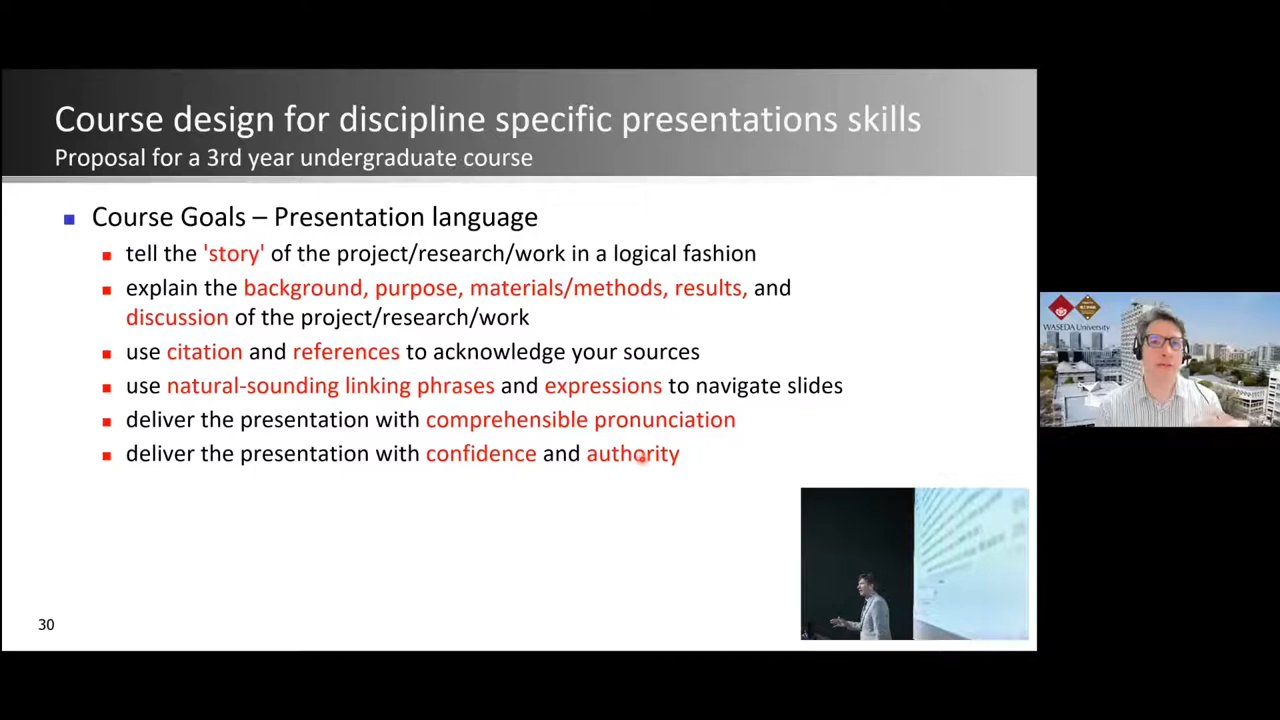 Course design for discipline specific presentations skills
Proposal for a 3rd year undergraduate course
Course Goals – Presentation language
tell the 'story' of the project/research/work in a logical fashion
explain the background, purpose, materials/methods, results, and
discussion of the project/research/work
use citation and references to acknowledge your sources
use natural-sounding linking phrases and expressions to navigate slides
deliver the presentation with comprehensible pronunciation
deliver the presentation with confidence and authority
30
WASEDA University